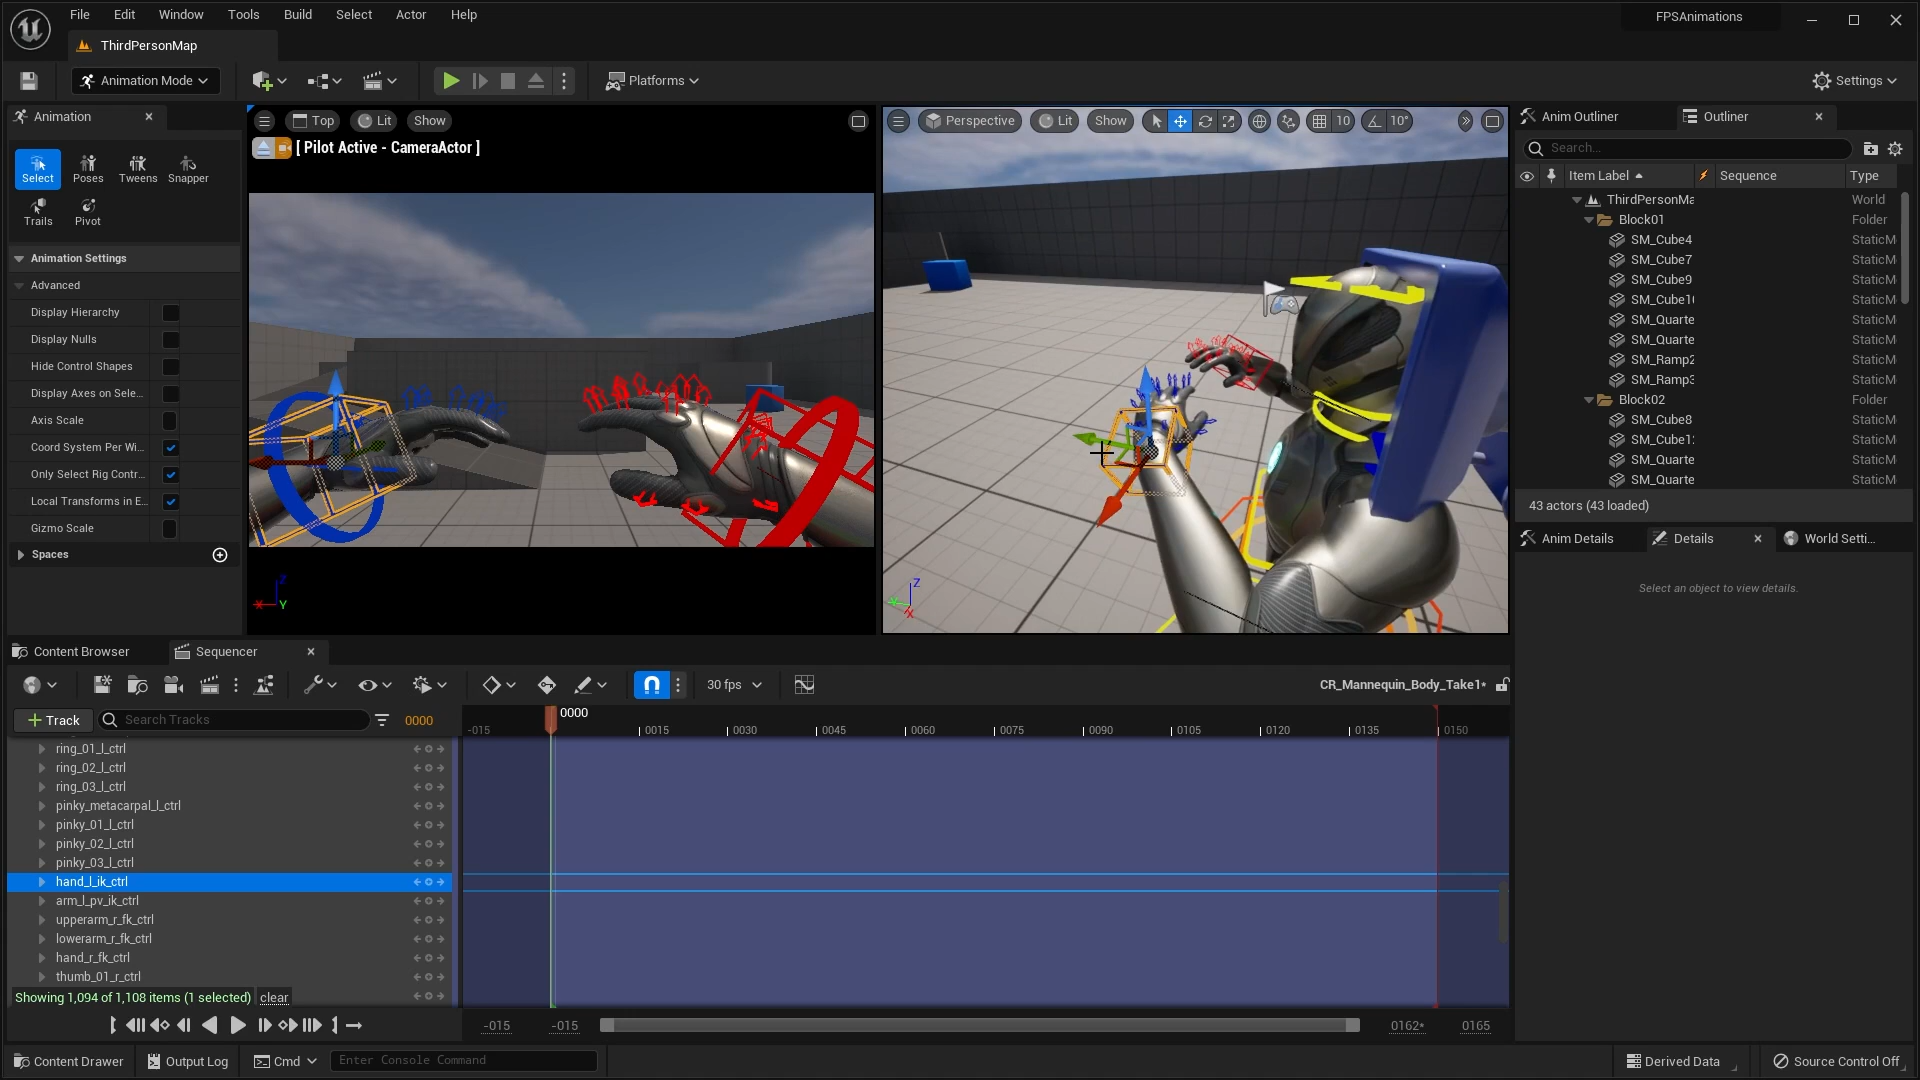 File Edit Window Tools Build Select Actor Help
FPSAnimations
ThirdPersonMap
Animation Mode
Platforms
Settings
Animation
Select
Poses
Tweens
Snapper
Trails
Pivot
Animation Settings
Advanced
Display Hierarchy
Display Nulls
Hide Control Shapes
Display Axes on Sele...
Axis Scale
Coord System Per Wi...
Only Select Rig Contr...
Local Transforms in E...
Gizmo Scale
Spaces
Top
Lit
Show
[ Pilot Active - CameraActor ]
Z
X
Y
Perspective
Lit
Show
10
10°
Z
Y
X
Anim Outliner
Outliner
Search...
Item Label
Sequence
Type
ThirdPersonMa World
Block01 Folder
SM_Cube4 StaticM
SM_Cube7 StaticM
SM_Cube9 StaticM
SM_Cube1 StaticM
SM_Quarte StaticM
SM_Quarte StaticM
SM_Ramp2 StaticM
SM_Ramp3 StaticM
Block02 Folder
SM_Cube8 StaticM
SM_Cube1 StaticM
SM_Quarte StaticM
SM_Quarte StaticM
43 actors (43 loaded)
Anim Details
Details
World Setti...
Select an object to view details.
Content Browser
Sequencer
30 fps
CR_Mannequin_Body_Take1*
+ Track
Search Tracks
0000
0000
-015 0015 0030 0045 0060 0075 0090 0105 0120 0135 0150
ring_01_l_ctrl
ring_02_l_ctrl
ring_03_l_ctrl
pinky_metacarpal_l_ctrl
pinky_01_l_ctrl
pinky_02_l_ctrl
pinky_03_l_ctrl
hand_l_ik_ctrl
arm_l_pv_ik_ctrl
upperarm_r_fk_ctrl
lowerarm_r_fk_ctrl
hand_r_fk_ctrl
thumb_01_r_ctrl
Showing 1,094 of 1,108 items (1 selected) clear
-015 -015 0162* 0165
Content Drawer
Output Log
Cmd
Enter Console Command
Derived Data
Source Control Off